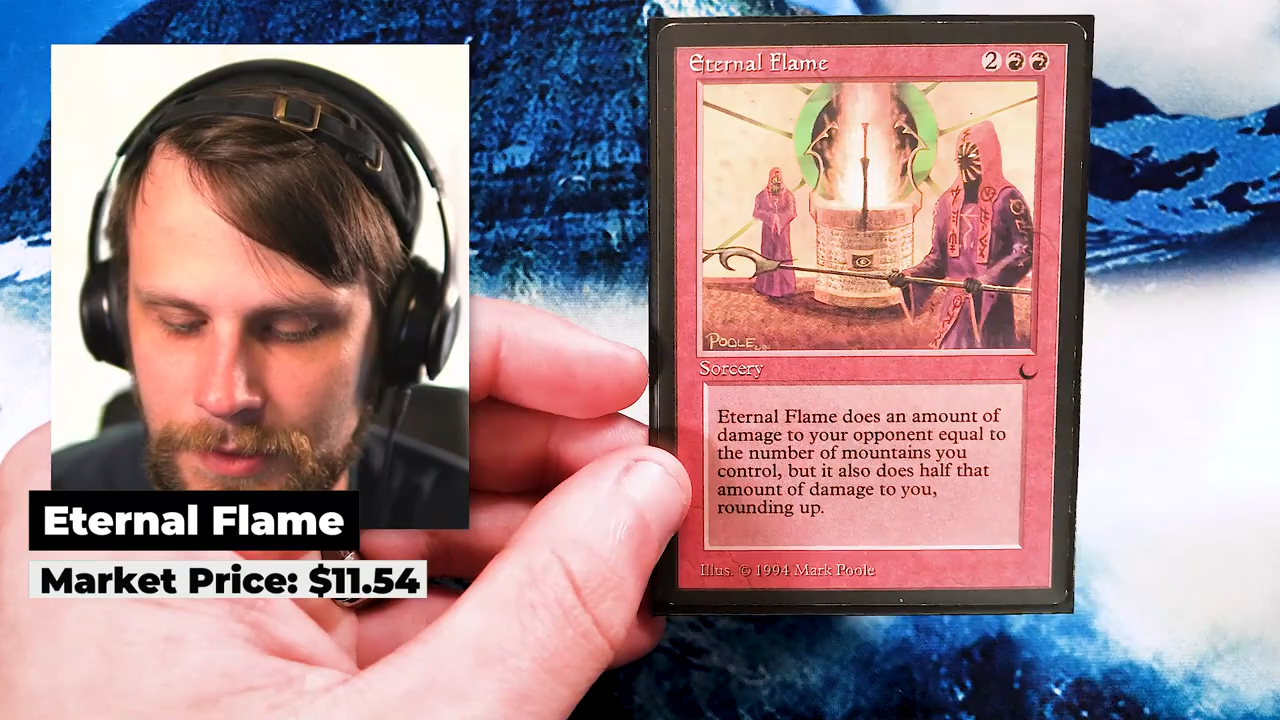 Eternal Flame
2
POOLE
Sorcery
Eternal Flame does an amount of
damage to your opponent equal to
the number of mountains you
control, but it also does half that
amount of damage to you,
rounding up.
Illus. © 1994 Mark Poole
Eternal Flame
Market Price: $11.54